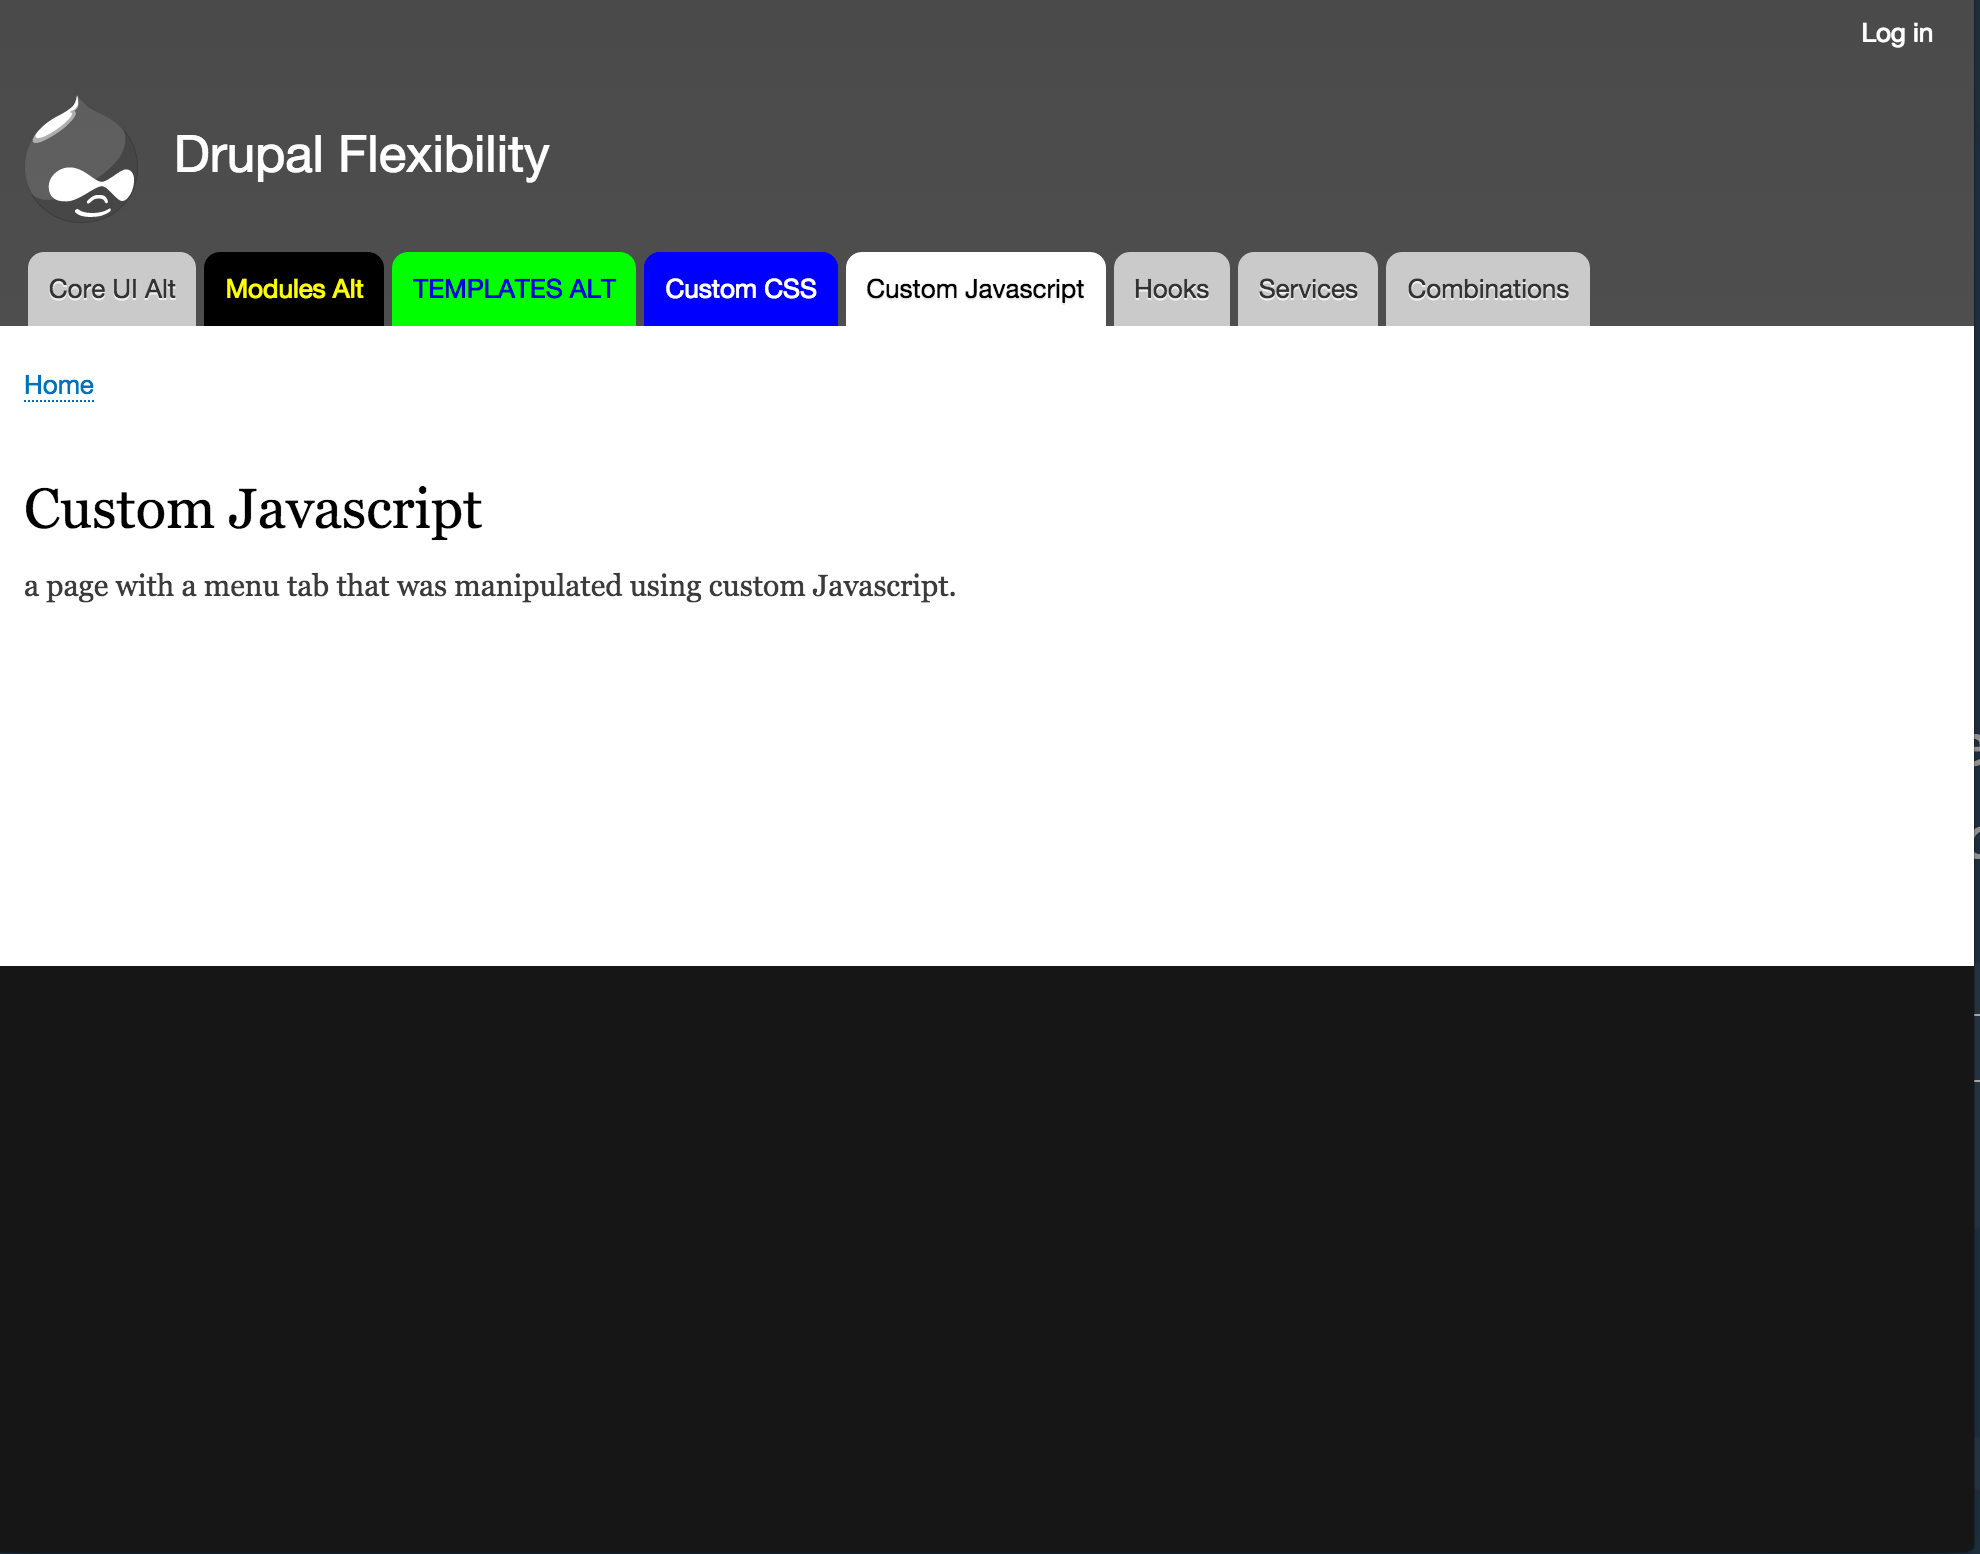 Log in
Drupal Flexibility
Core UI Alt Modules Alt TEMPLATES ALT Custom CSS Custom Javascript Hooks Services Combinations
Home
Custom Javascript
a page with a menu tab that was manipulated using custom Javascript.